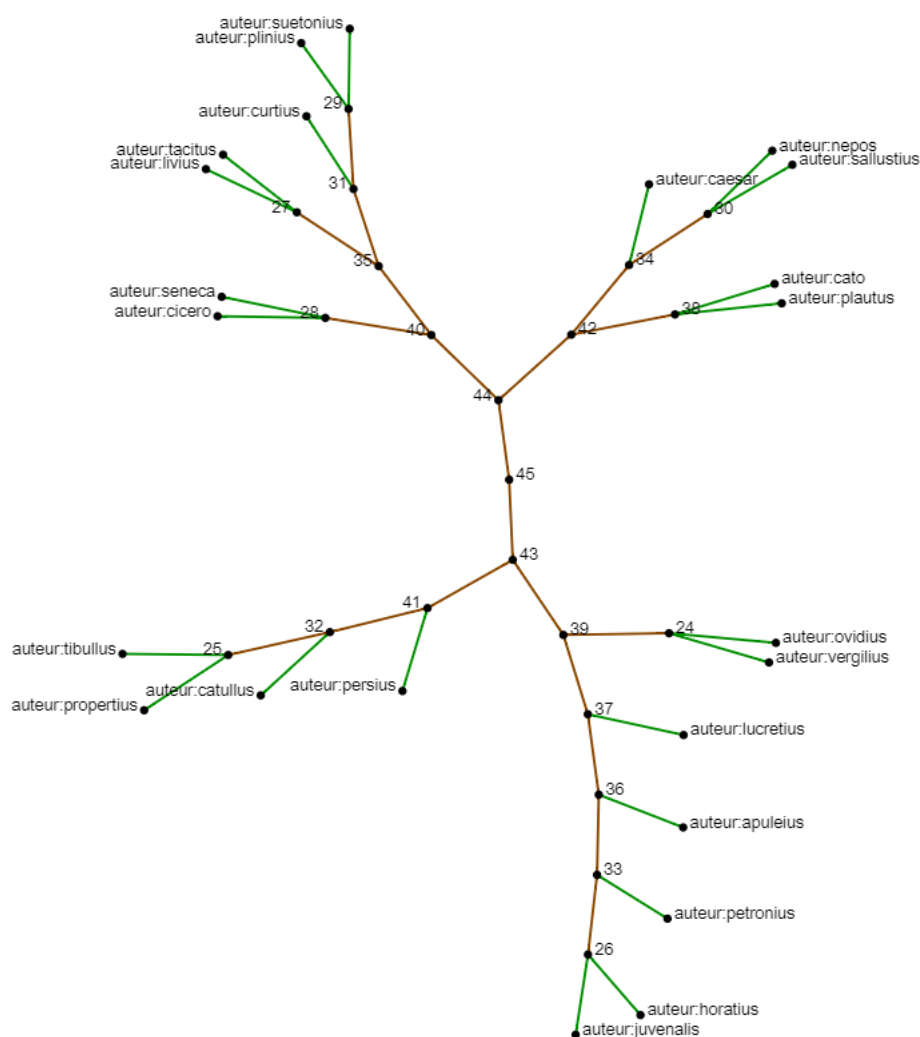 auteur:suetonius
auteur:plinius
29
auteur:curtius
auteur:nepos
auteur:tacitus
auteur:sallustius
auteur:livius
auteur:caesar
31
27
30
35
34
auteur:cato
auteur:seneca
auteur:plautus
auteur:cicero
28
38
40
42
44
45
43
41
32
39
24
auteur:ovidius
auteur:tibullus
25
auteur:vergilius
auteur:persius
auteur:catullus
auteur:propertius
37
auteur:lucretius
36
auteur:apuleius
33
auteur:petronius
26
auteur:horatius
auteur:juvenalis